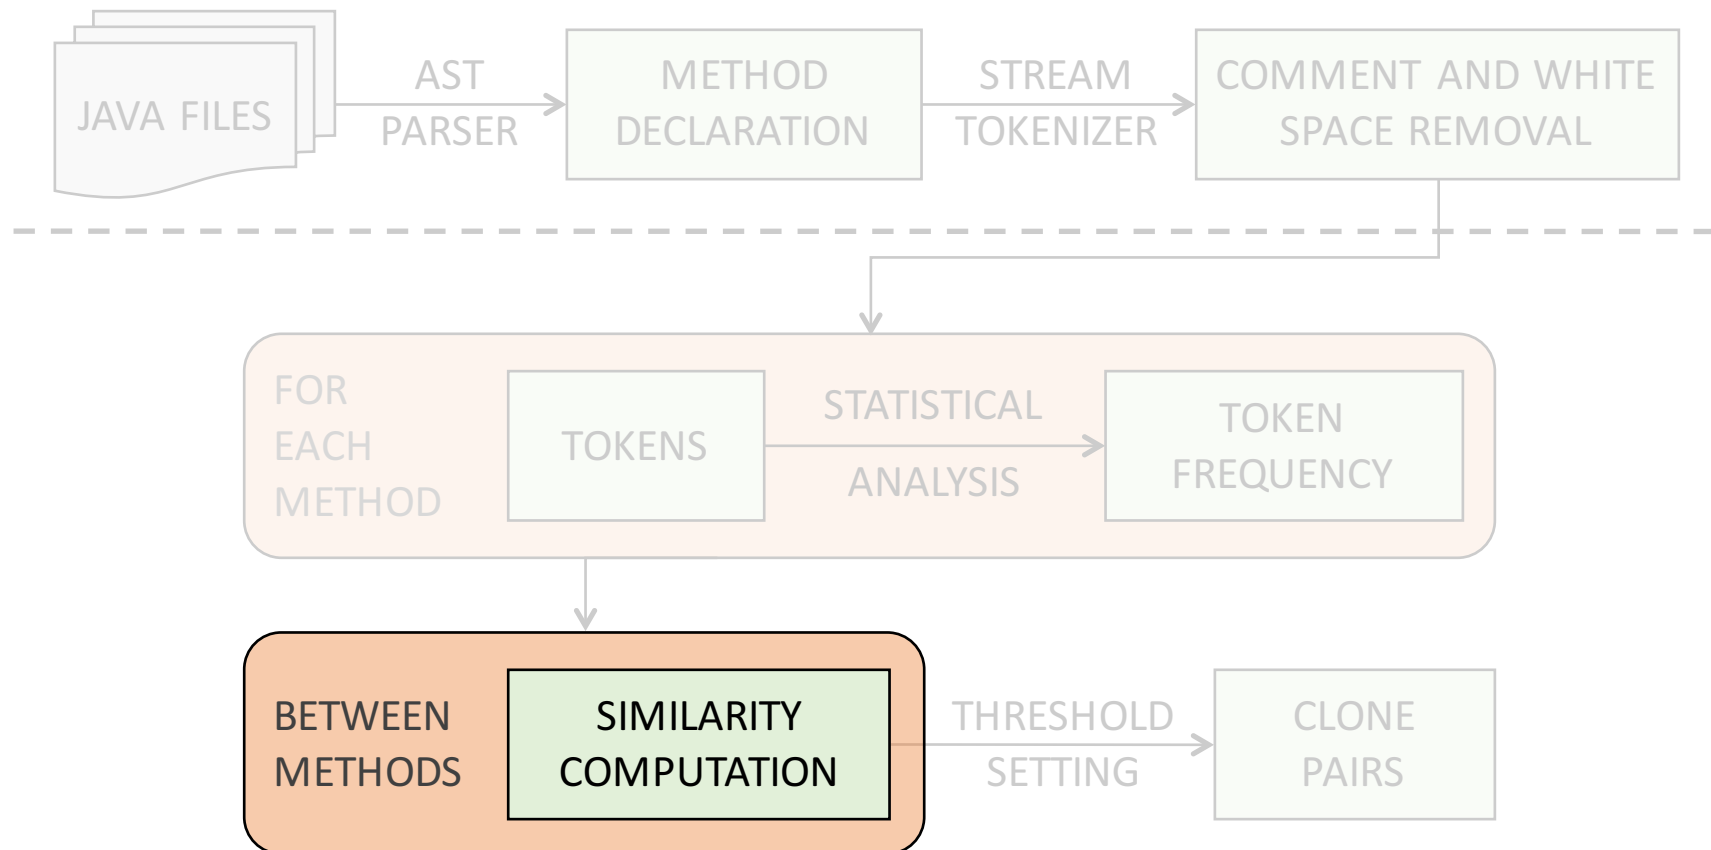 JAVA FILES
AST
PARSER
METHOD
DECLARATION
STREAM
TOKENIZER
COMMENT AND WHITE
SPACE REMOVAL
FOR
EACH
METHOD
TOKENS
STATISTICAL
ANALYSIS
TOKEN
FREQUENCY
BETWEEN
METHODS
SIMILARITY
COMPUTATION
THRESHOLD
SETTING
CLONE
PAIRS